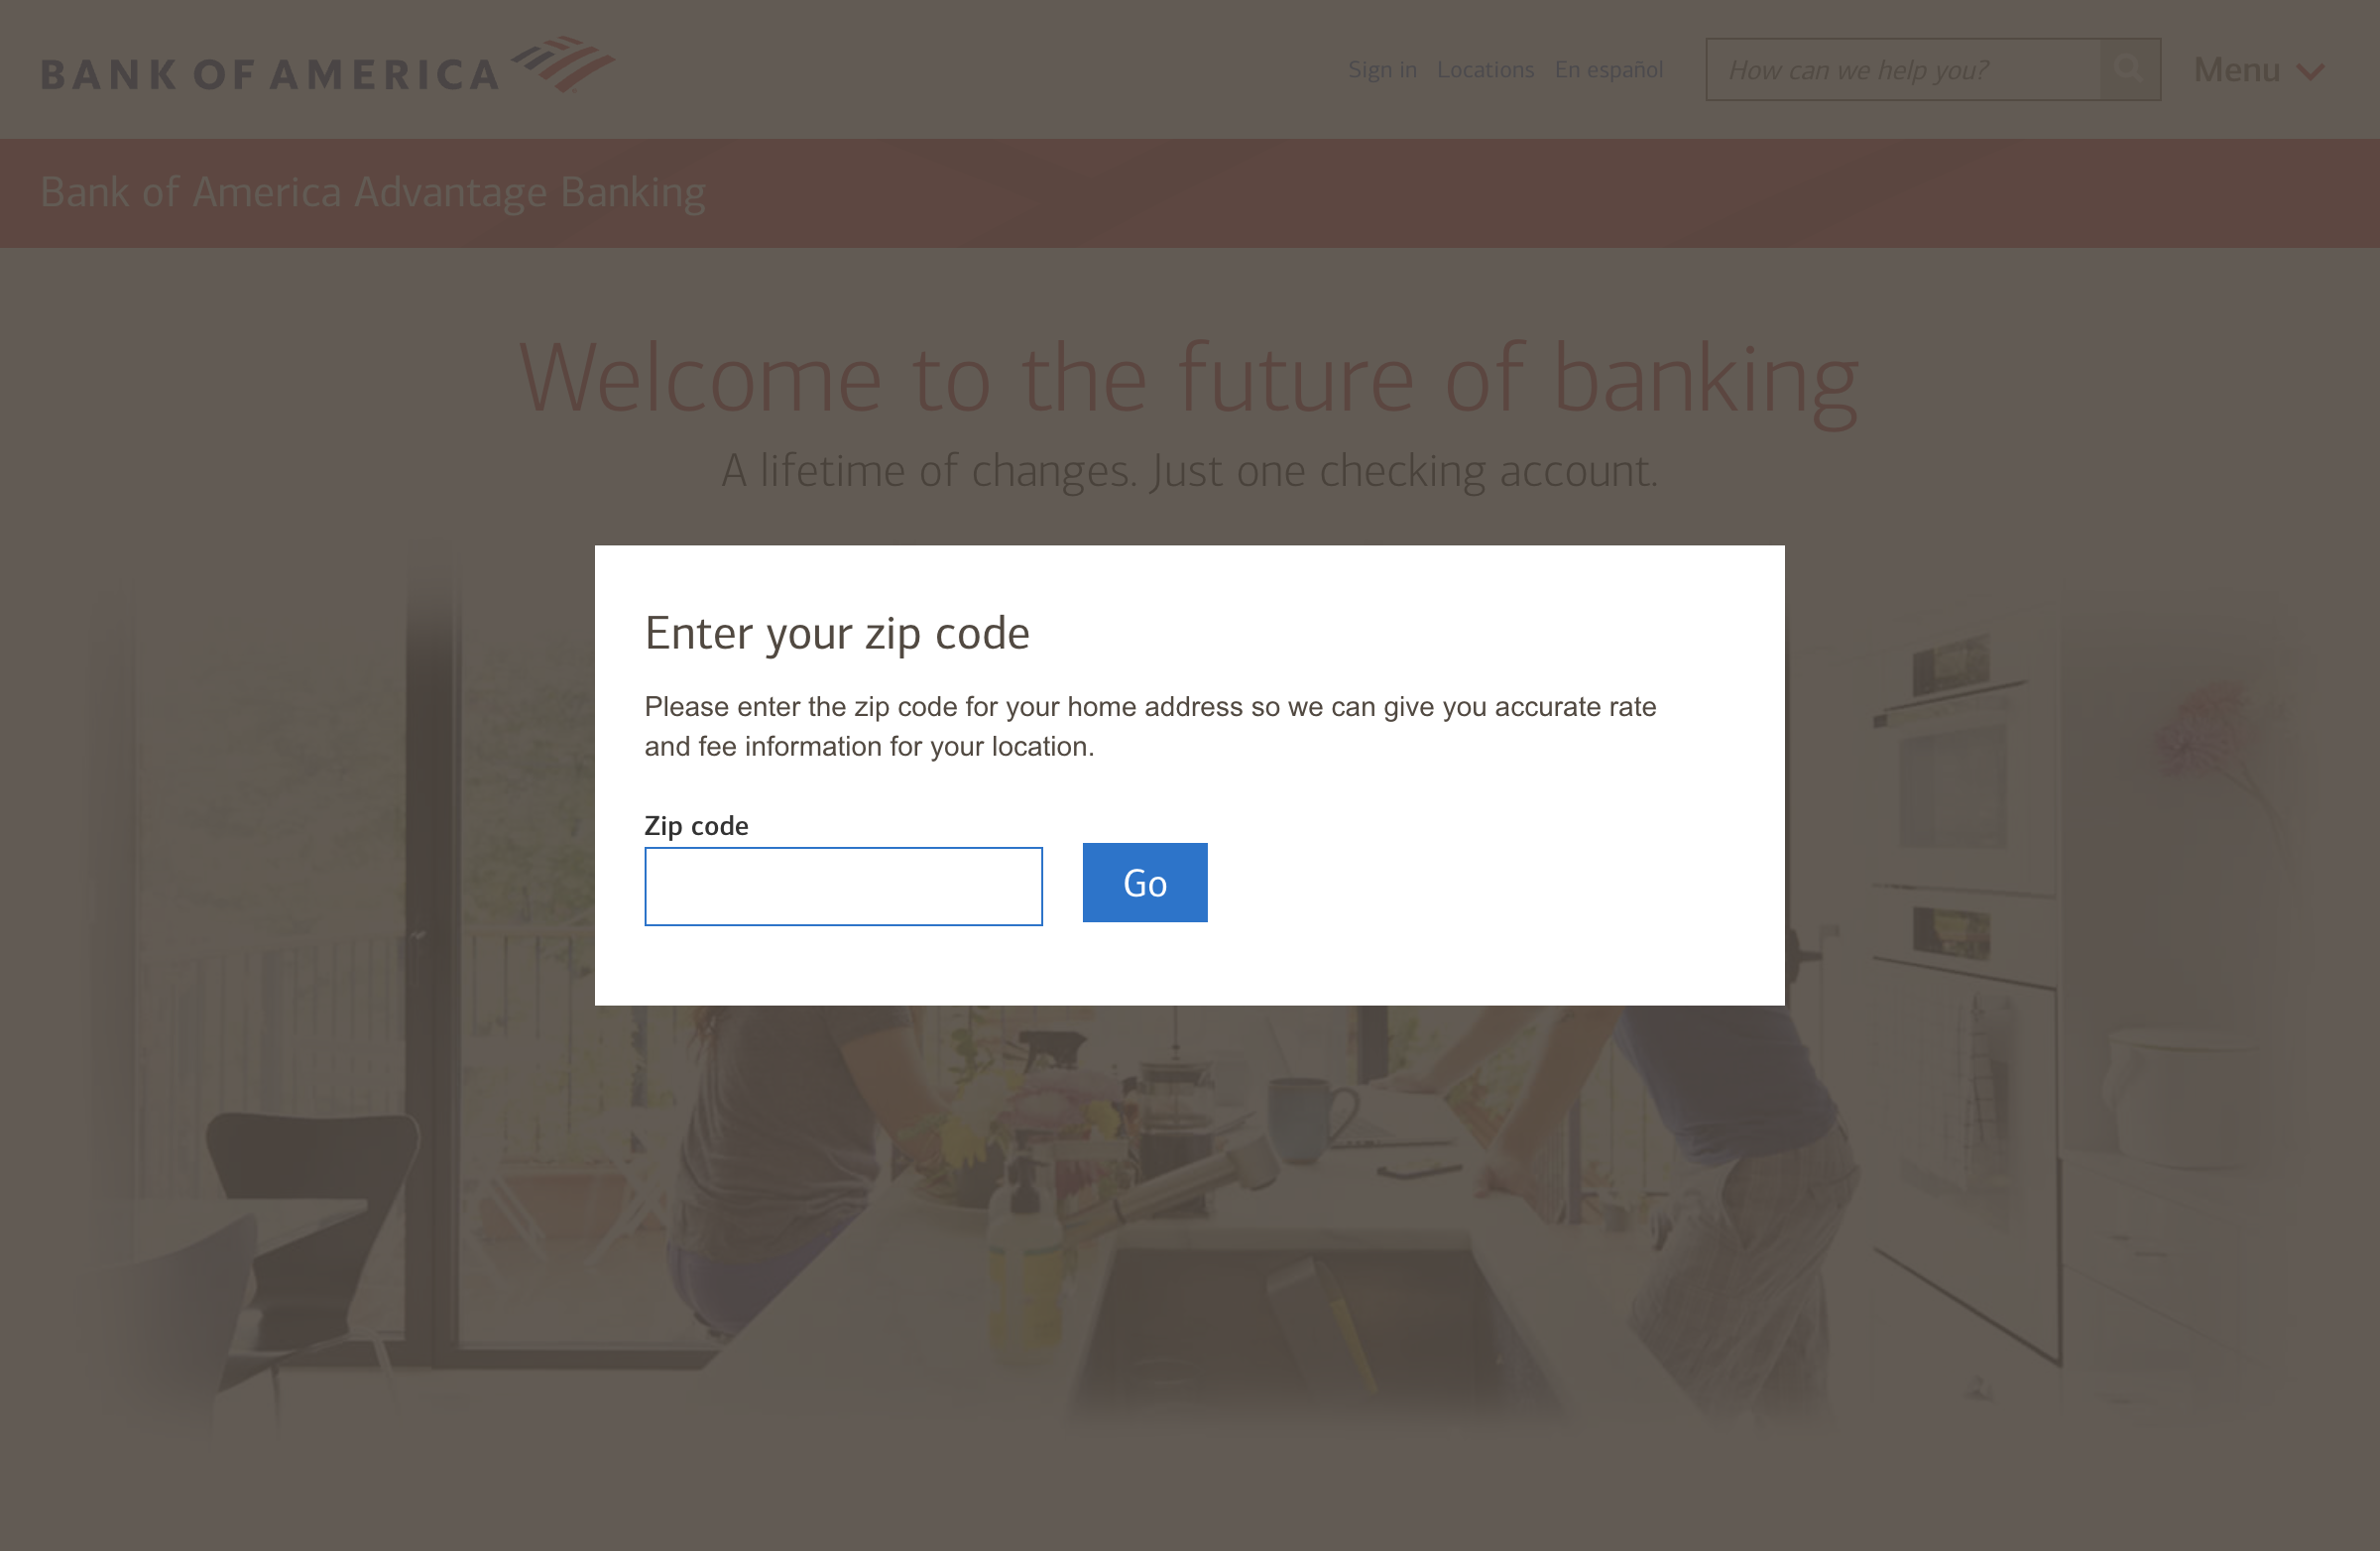 BANK OF AMERICA
Sign in Locations En español
How can we help you?
Menu
Bank of America Advantage Banking
Welcome to the future of banking
A lifetime of changes. Just one checking account.
Enter your zip code
Please enter the zip code for your home address so we can give you accurate rate
and fee information for your location.
Zip code
Go